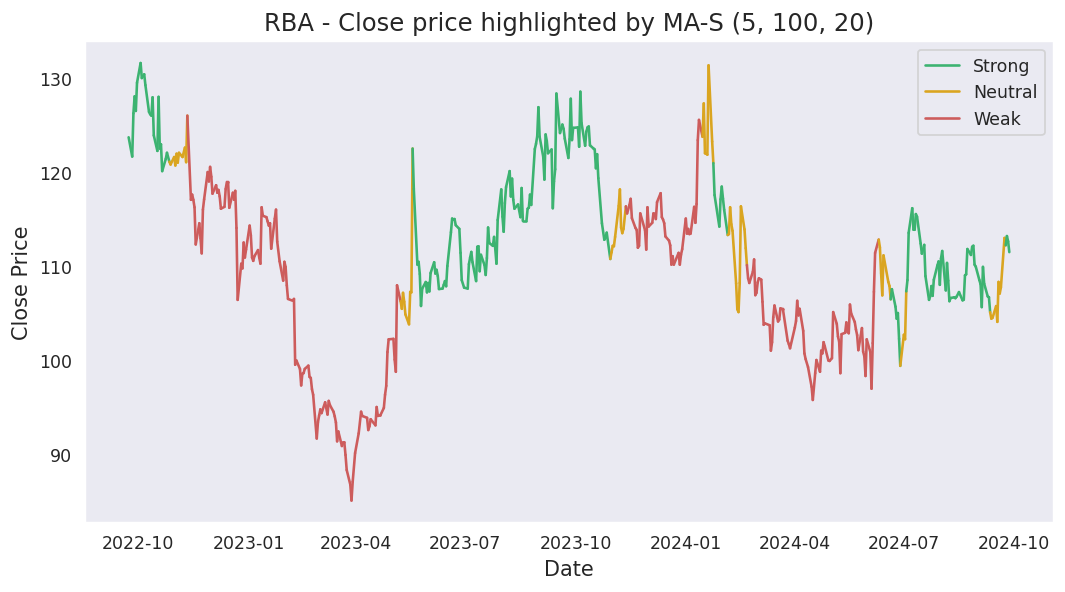 RBA - Close price highlighted by MA-S (5, 100, 20)
Strong
Neutral
Weak
Close Price
130
120
110
100
90
2022-10 2023-01 2023-04 2023-07 2023-10 2024-01 2024-04 2024-07 2024-10
Date